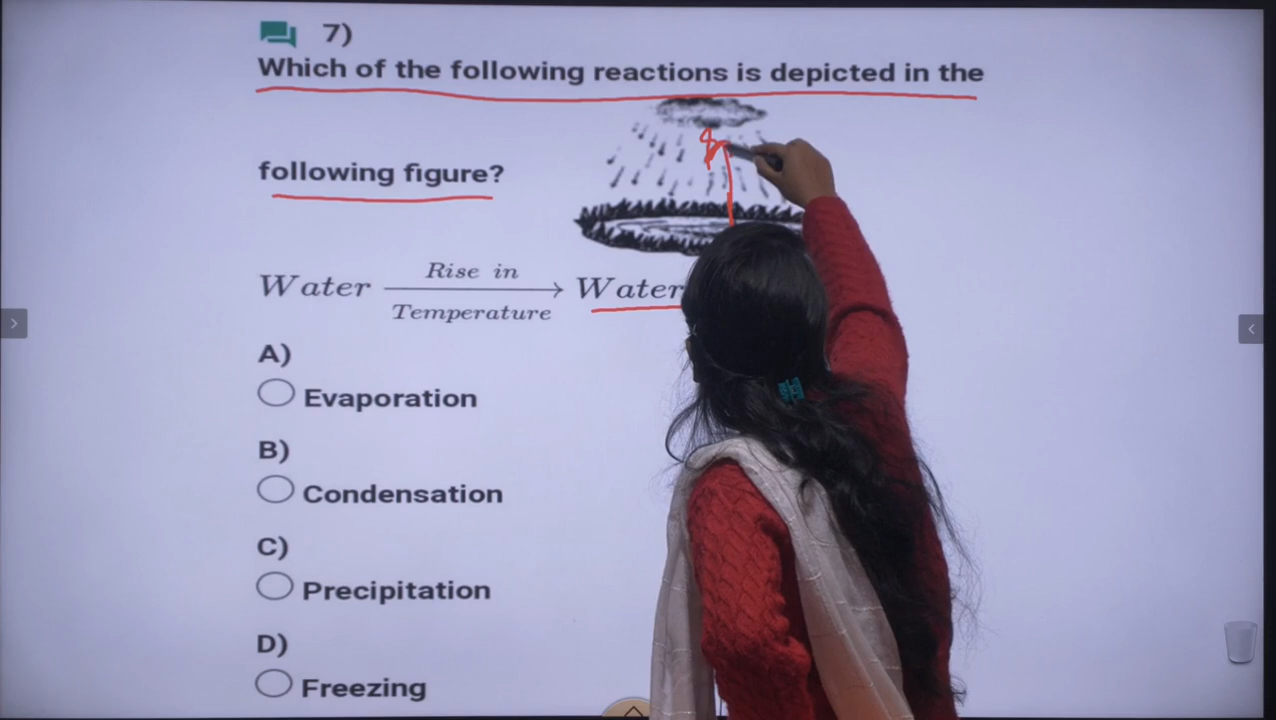 7)
Which of the following reactions is depicted in the
following figure?
Water Rise in Temperature → Water
A)
Evaporation
B)
Condensation
C)
Precipitation
D)
Freezing